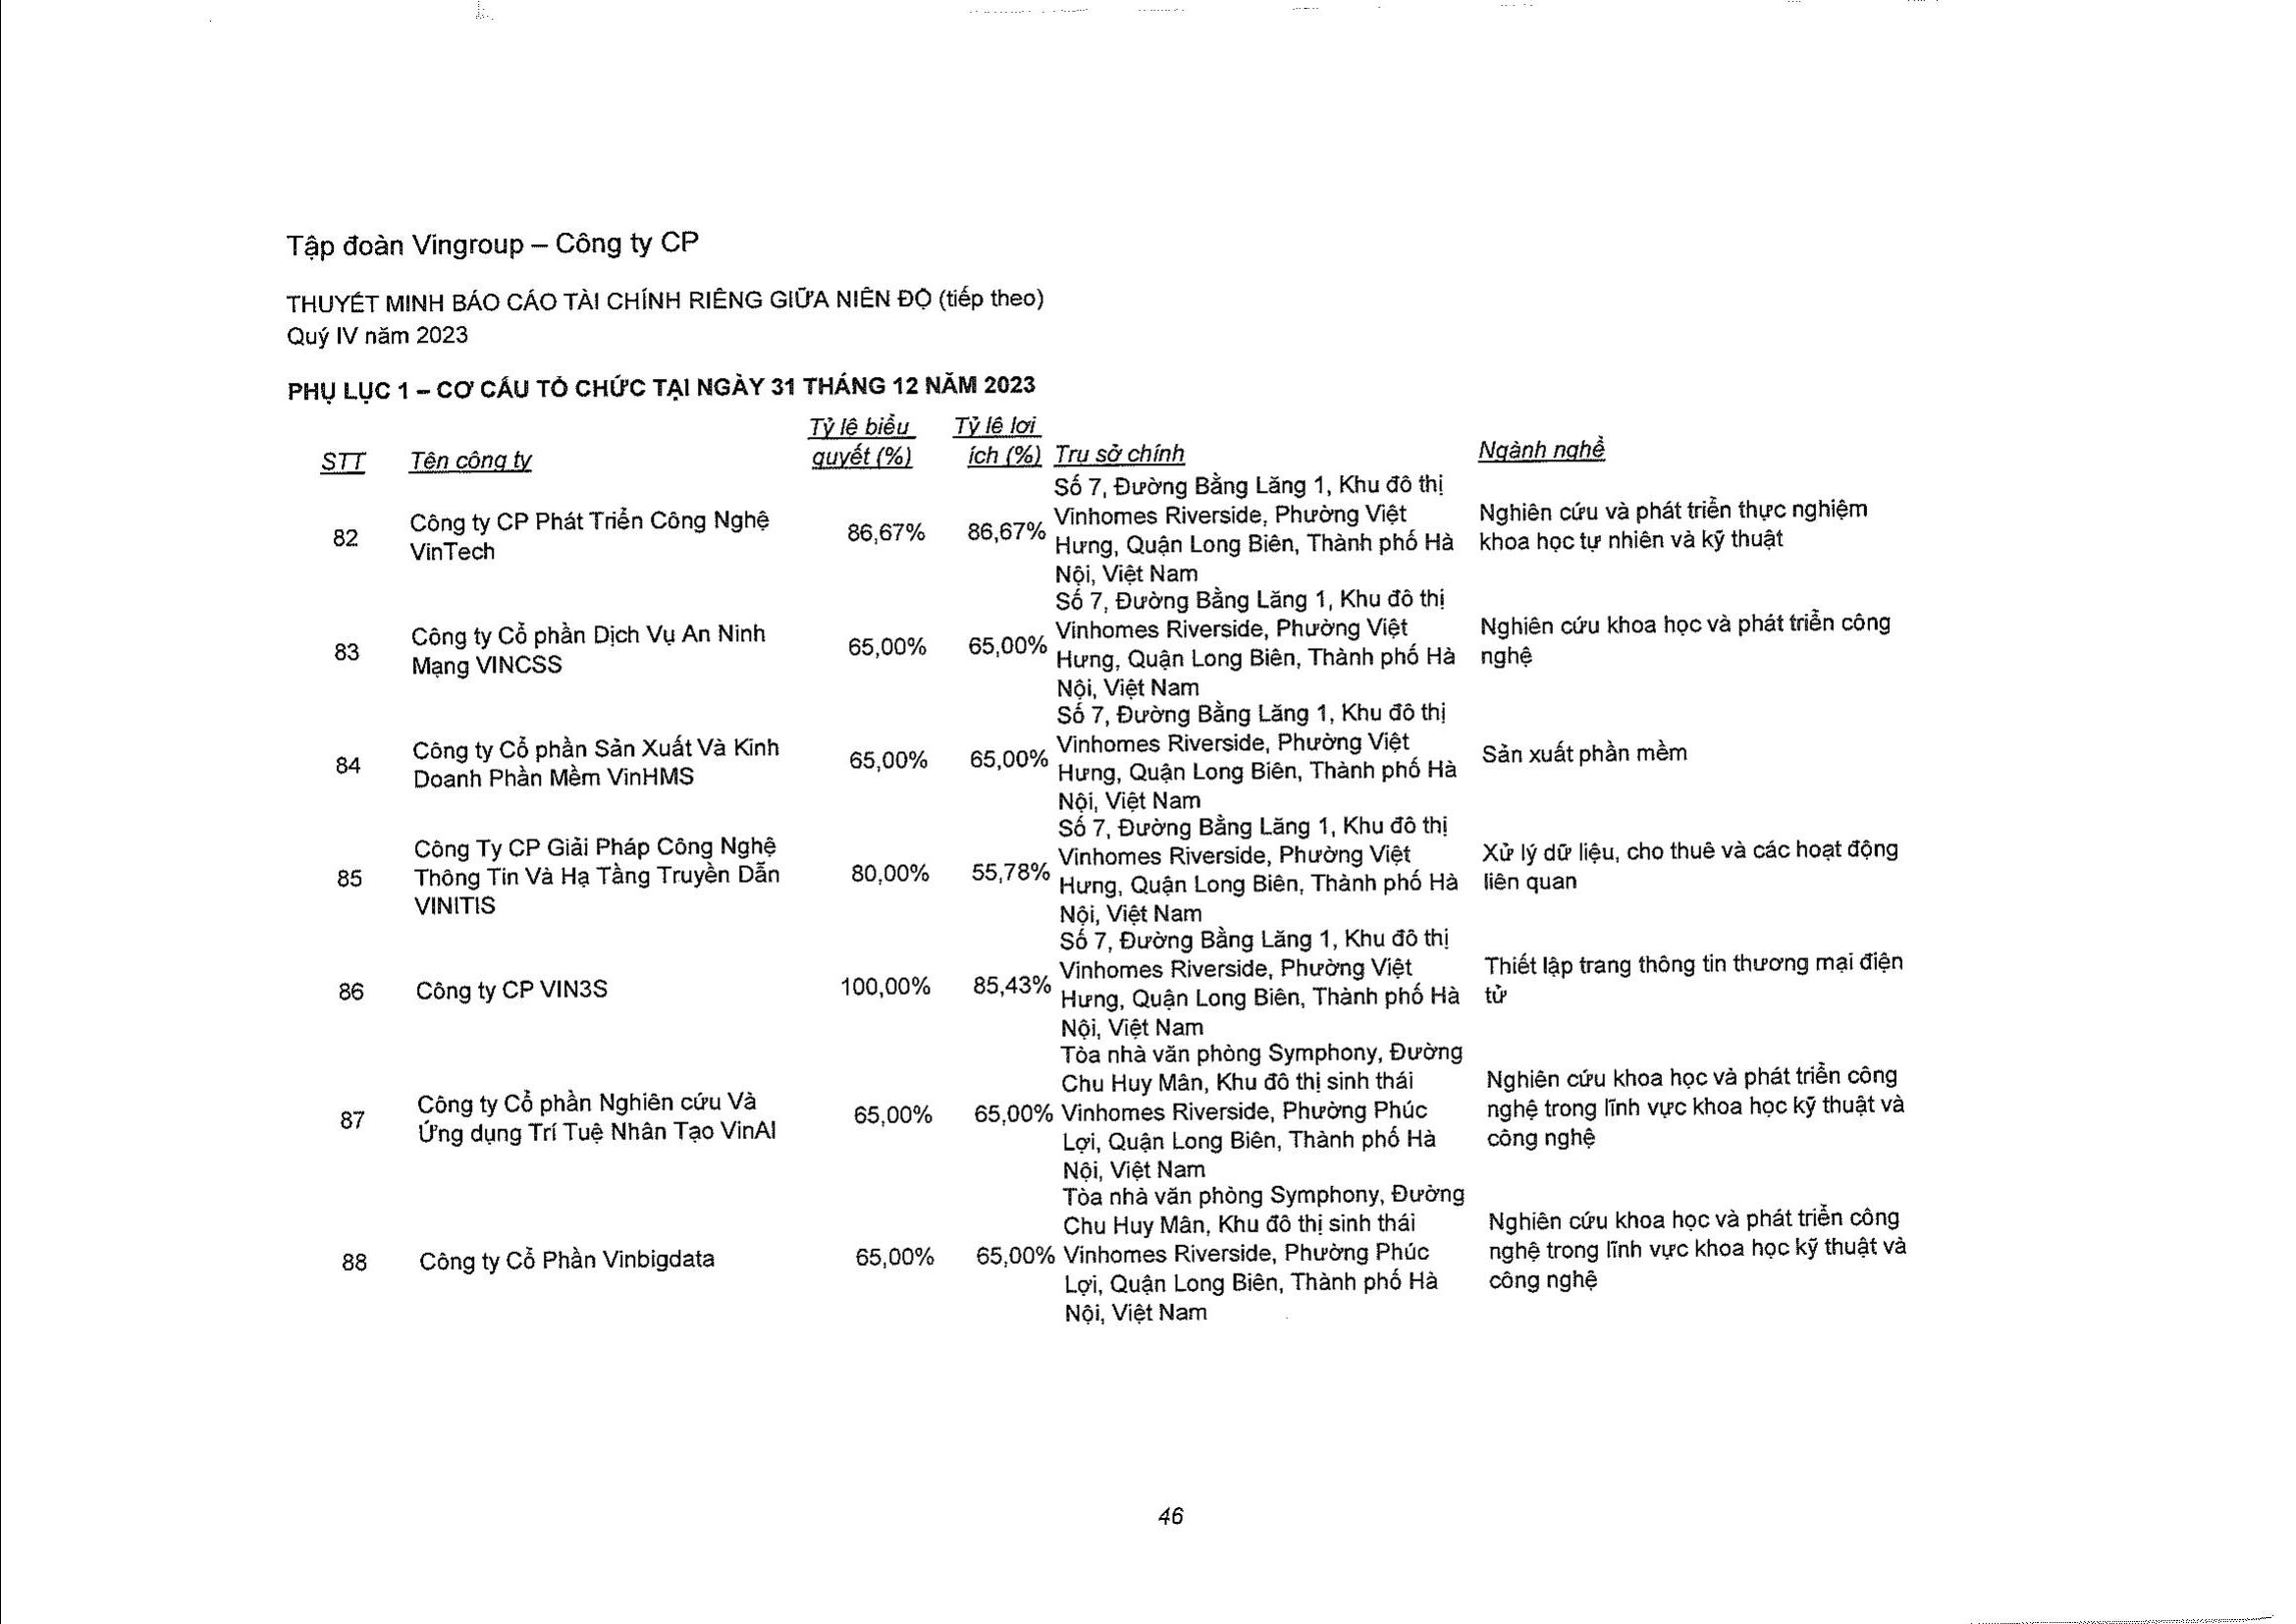 Tập đoàn Vingroup – Công ty CP
THUYẾT MINH BÁO CÁO TÀI CHÍNH RIÊNG GIỮA NIÊN ĐỘ (tiếp theo)
Quý IV năm 2023
PHỤ LỤC 1 – CƠ CẤU TỔ CHỨC TẠI NGÀY 31 THÁNG 12 NĂM 2023
STT
Tên công ty
Tỷ lệ biểu
quyết (%)
Tỷ lệ lợi
ích (%)
Trụ sở chính
Ngành nghề
82
Công ty CP Phát Triển Công Nghệ
VinTech
86,67%
86,67%
Số 7, Đường Bằng Lăng 1, Khu đô thị
Vinhomes Riverside, Phường Việt
Hưng, Quận Long Biên, Thành phố Hà
Nội, Việt Nam
Nghiên cứu và phát triển thực nghiệm
khoa học tự nhiên và kỹ thuật
83
Công ty Cổ phần Dịch Vụ An Ninh
Mạng VINCSS
65,00%
65,00%
Số 7, Đường Bằng Lăng 1, Khu đô thị
Vinhomes Riverside, Phường Việt
Hưng, Quận Long Biên, Thành phố Hà
Nội, Việt Nam
Nghiên cứu khoa học và phát triển công
nghệ
84
Công ty Cổ phần Sản Xuất Và Kinh
Doanh Phần Mềm VinHMS
65,00%
65,00%
Số 7, Đường Bằng Lăng 1, Khu đô thị
Vinhomes Riverside, Phường Việt
Hưng, Quận Long Biên, Thành phố Hà
Nội, Việt Nam
Sản xuất phần mềm
85
Công Ty CP Giải Pháp Công Nghệ
Thông Tin Và Hạ Tầng Truyền Dẫn
VINITIS
80,00%
55,78%
Số 7, Đường Bằng Lăng 1, Khu đô thị
Vinhomes Riverside, Phường Việt
Hưng, Quận Long Biên, Thành phố Hà
Nội, Việt Nam
Xử lý dữ liệu, cho thuê và các hoạt động
liên quan
86
Công ty CP VIN3S
100,00%
85,43%
Số 7, Đường Bằng Lăng 1, Khu đô thị
Vinhomes Riverside, Phường Việt
Hưng, Quận Long Biên, Thành phố Hà
Nội, Việt Nam
Thiết lập trang thông tin thương mại điện
tử
87
Công ty Cổ phần Nghiên cứu Và
Ứng dụng Trí Tuệ Nhân Tạo VinAI
65,00%
65,00%
Tòa nhà văn phòng Symphony, Đường
Chu Huy Mân, Khu đô thị sinh thái
Vinhomes Riverside, Phường Phúc
Lợi, Quận Long Biên, Thành phố Hà
Nội, Việt Nam
Nghiên cứu khoa học và phát triển công
nghệ trong lĩnh vực khoa học kỹ thuật và
công nghệ
88
Công ty Cổ Phần Vinbigdata
65,00%
65,00%
Tòa nhà văn phòng Symphony, Đường
Chu Huy Mân, Khu đô thị sinh thái
Vinhomes Riverside, Phường Phúc
Lợi, Quận Long Biên, Thành phố Hà
Nội, Việt Nam
Nghiên cứu khoa học và phát triển công
nghệ trong lĩnh vực khoa học kỹ thuật và
công nghệ
46